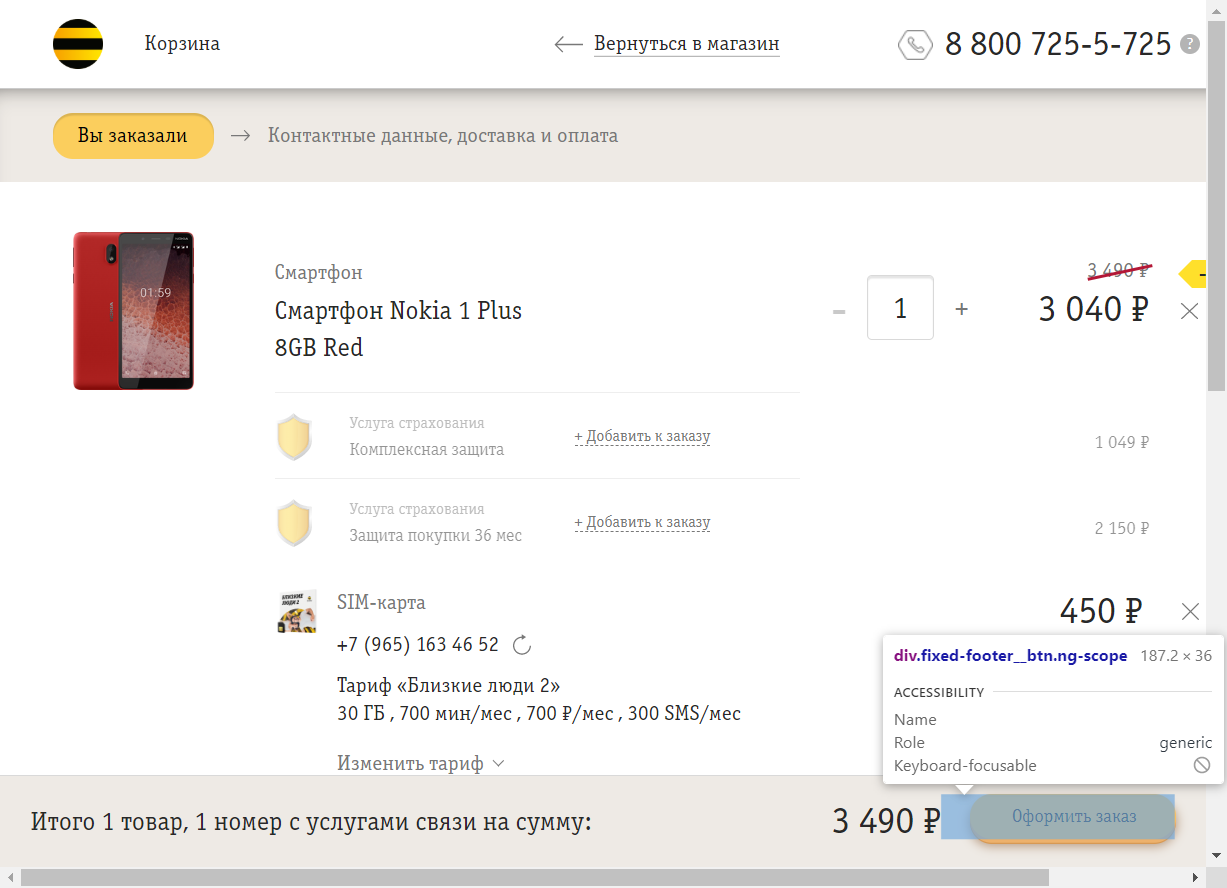 Корзина
Вернуться в магазин
8 800 725-5-725
?
Вы заказали
Контактные данные, доставка и оплата
Смартфон
3 490 ₽
-
Смартфон Nokia 1 Plus
8GB Red
- 1 +
3 040 ₽
01:59
Услуга страхования
Комплексная защита
+ Добавить к заказу
1 049 ₽
Услуга страхования
Защита покупки 36 мес
+ Добавить к заказу
2 150 ₽
БЛИЗКИЕ
ЛЮДИ 2
SIM-карта
450 ₽
+7 (965) 163 46 52
Тариф «Близкие люди 2»
30 ГБ , 700 мин/мес , 700 ₽/мес , 300 SMS/мес
Изменить тариф
div.fixed-footer__btn.ng-scope 187.2 × 36
ACCESSIBILITY
Name
Role generic
Keyboard-focusable
Итого 1 товар, 1 номер с услугами связи на сумму:
3 490 ₽
Оформить заказ